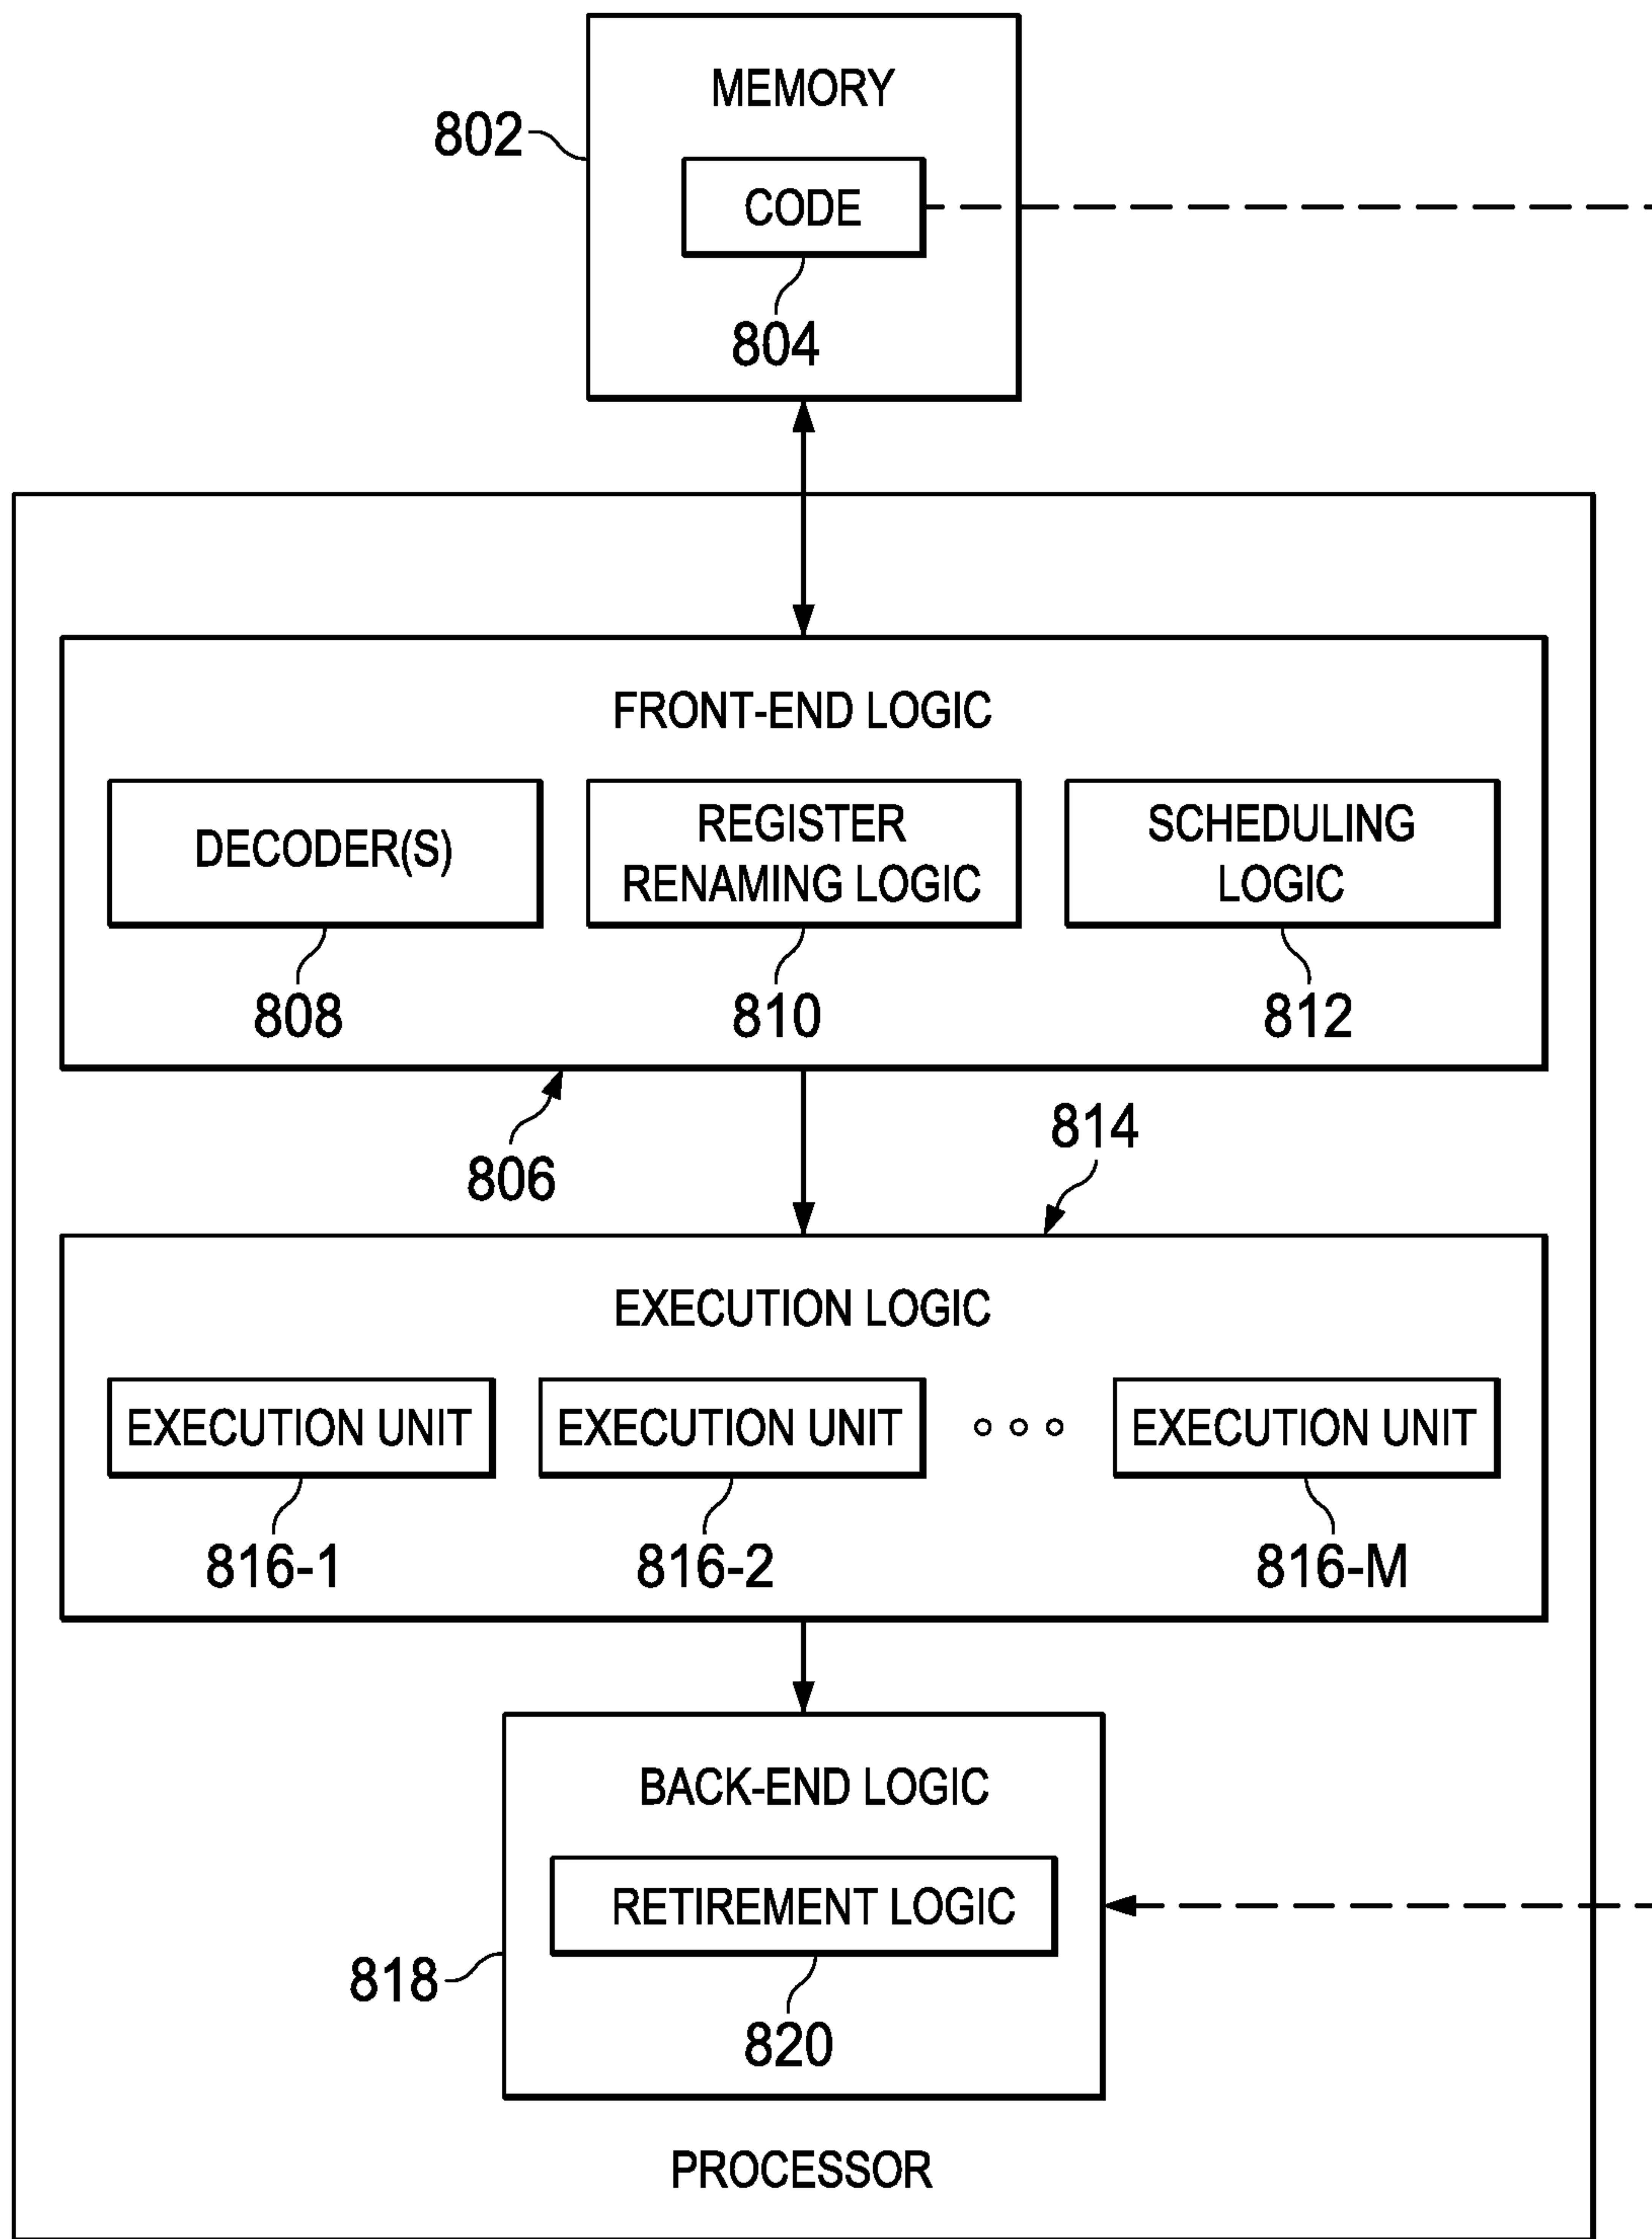 MEMORY
802
CODE
804
FRONT-END LOGIC
DECODER(S)
REGISTER
RENAMING LOGIC
SCHEDULING
LOGIC
808
810
812
806
814
EXECUTION LOGIC
EXECUTION UNIT
EXECUTION UNIT
EXECUTION UNIT
816-1
816-2
816-M
BACK-END LOGIC
RETIREMENT LOGIC
818
820
PROCESSOR